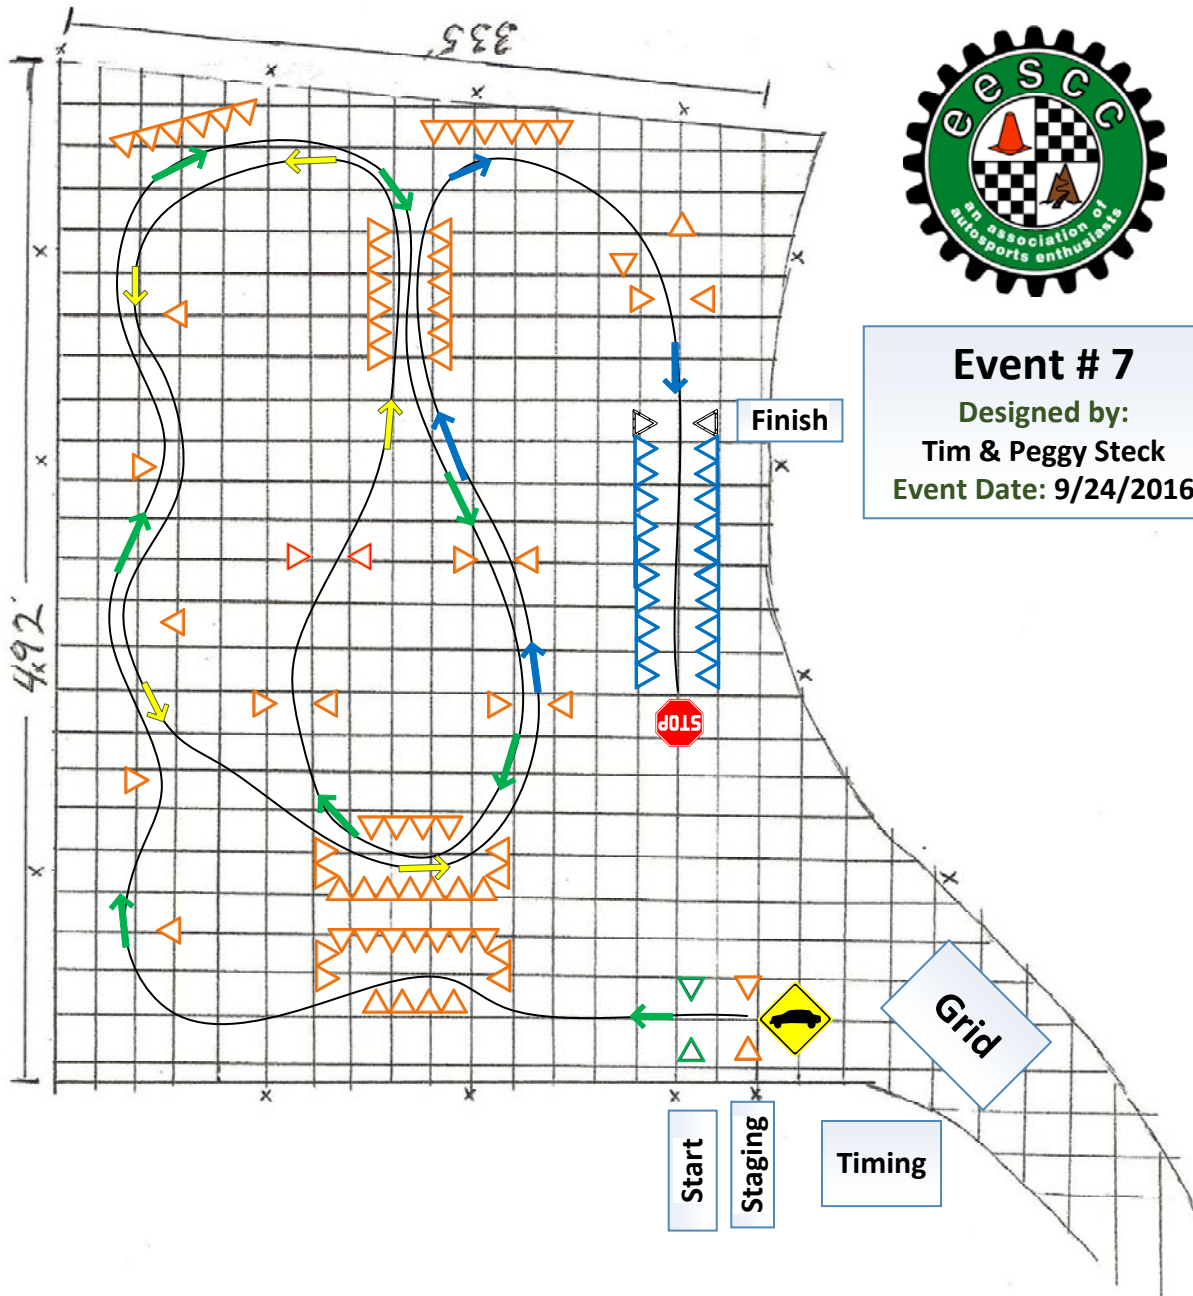 335'
eescc
an association of
autosports enthusiasts
Event # 7
Designed by:
Tim & Peggy Steck
Event Date: 9/24/2016
Finish
492'
STOP
Grid
Start
Staging
Timing